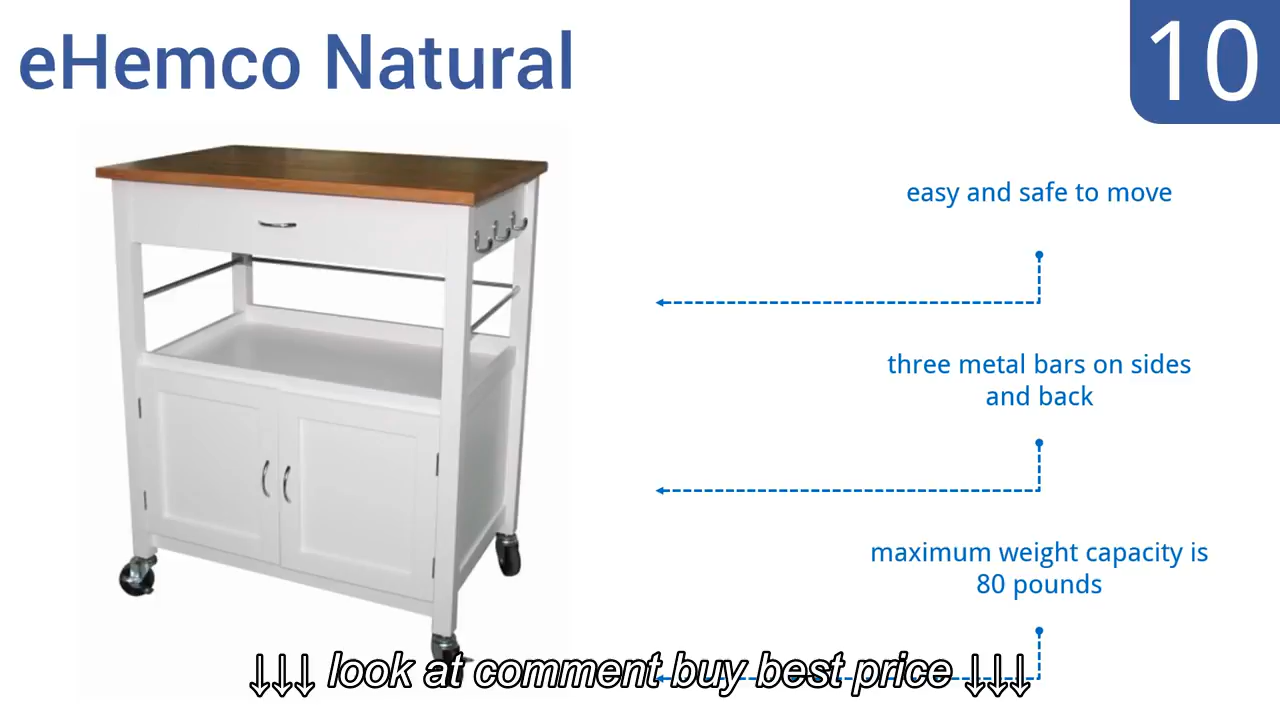 eHemco Natural
10
easy and safe to move
three metal bars on sides
and back
maximum weight capacity is
80 pounds
↓↓↓ look at comment buy best price ↓↓↓